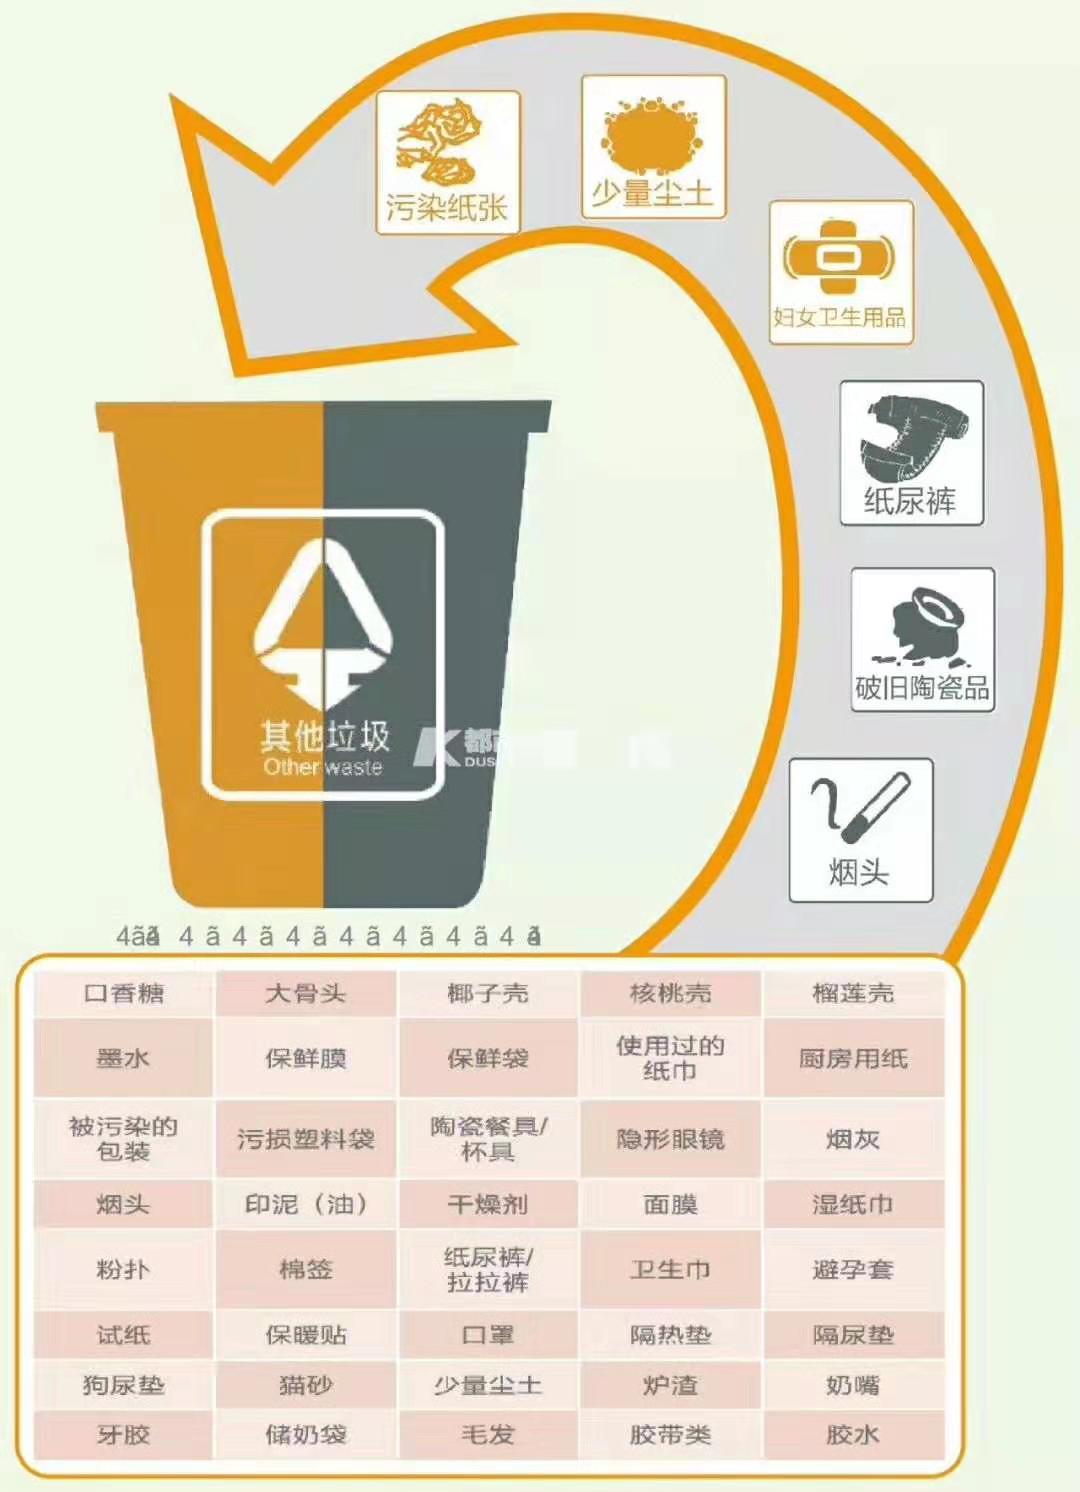 污染纸张
少量尘土
妇女卫生用品
纸尿裤
破旧陶瓷品
烟头
其他垃圾
Other waste
口香糖 大骨头 椰子壳 核桃壳 榴莲壳
墨水 保鲜膜 保鲜袋 使用过的 厨房用纸
纸巾
被污染的 污损塑料袋 陶瓷餐具/ 隐形眼镜 烟灰
包装 杯具
烟头 印泥（油） 干燥剂 面膜 湿纸巾
粉扑 棉签 纸尿裤/ 卫生巾 避孕套
拉拉裤
试纸 保暖贴 口罩 隔热垫 隔尿垫
狗尿垫 猫砂 少量尘土 炉渣 奶嘴
牙胶 储奶袋 毛发 胶带类 胶水